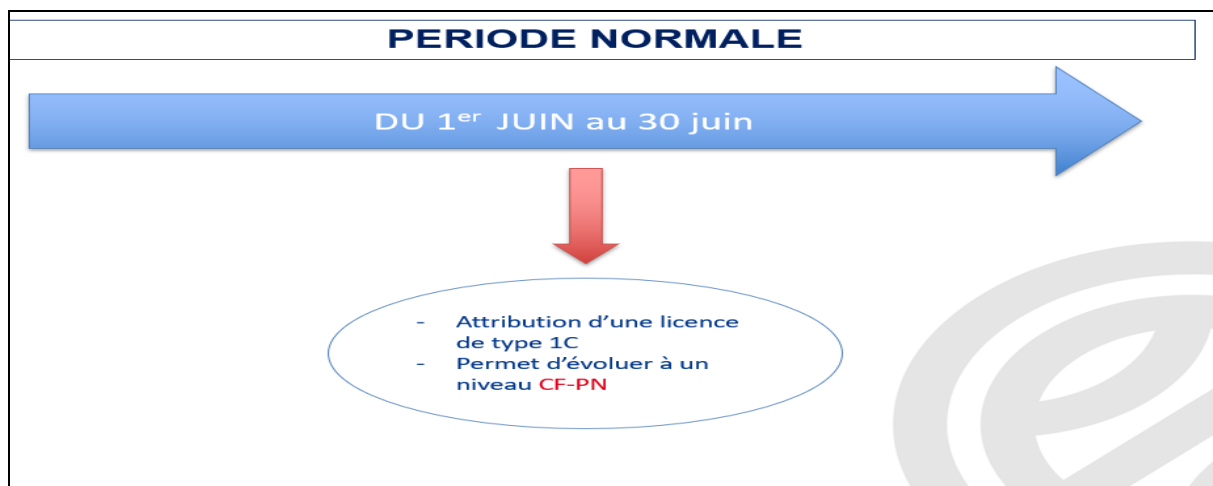 PERIODE NORMALE
DU 1er JUIN au 30 juin
- Attribution d’une licence
de type 1C
- Permet d’évoluer à un
niveau CF-PN